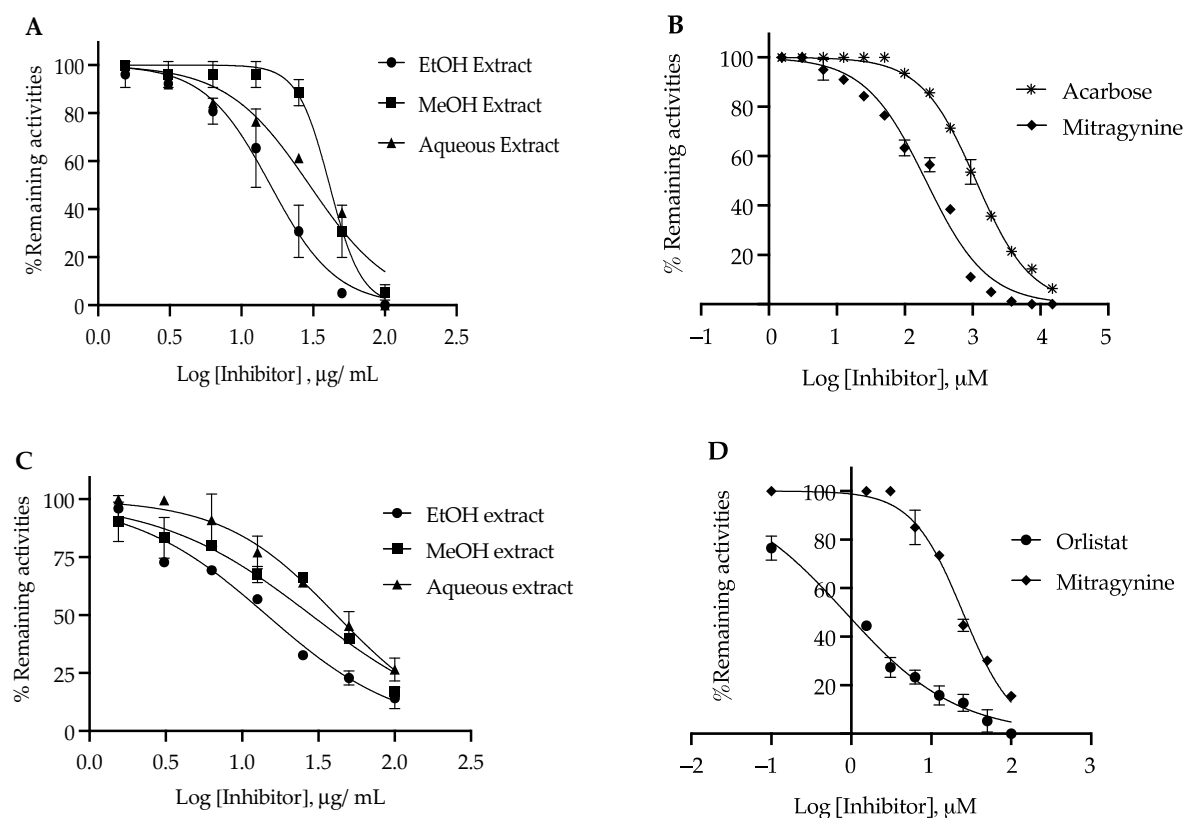 A
%Remaining activities
100
80
60
40
20
0
0.0 0.5 1.0 1.5 2.0 2.5
Log [Inhibitor] , µg/ mL
EtOH Extract
MeOH Extract
Aqueous Extract
B
% Remaining activities
100
80
60
40
20
–1 0 1 2 3 4 5
Log [Inhibitor], µM
Acarbose
Mitragynine
C
% Remaining activities
100
75
50
25
0
0.0 0.5 1.0 1.5 2.0 2.5
Log [Inhibitor], µg/ mL
EtOH extract
MeOH extract
Aqueous extract
D
%Remaining activities
100
80
60
40
20
–2 –1 0 1 2 3
Log [Inhibitor], µM
Orlistat
Mitragynine